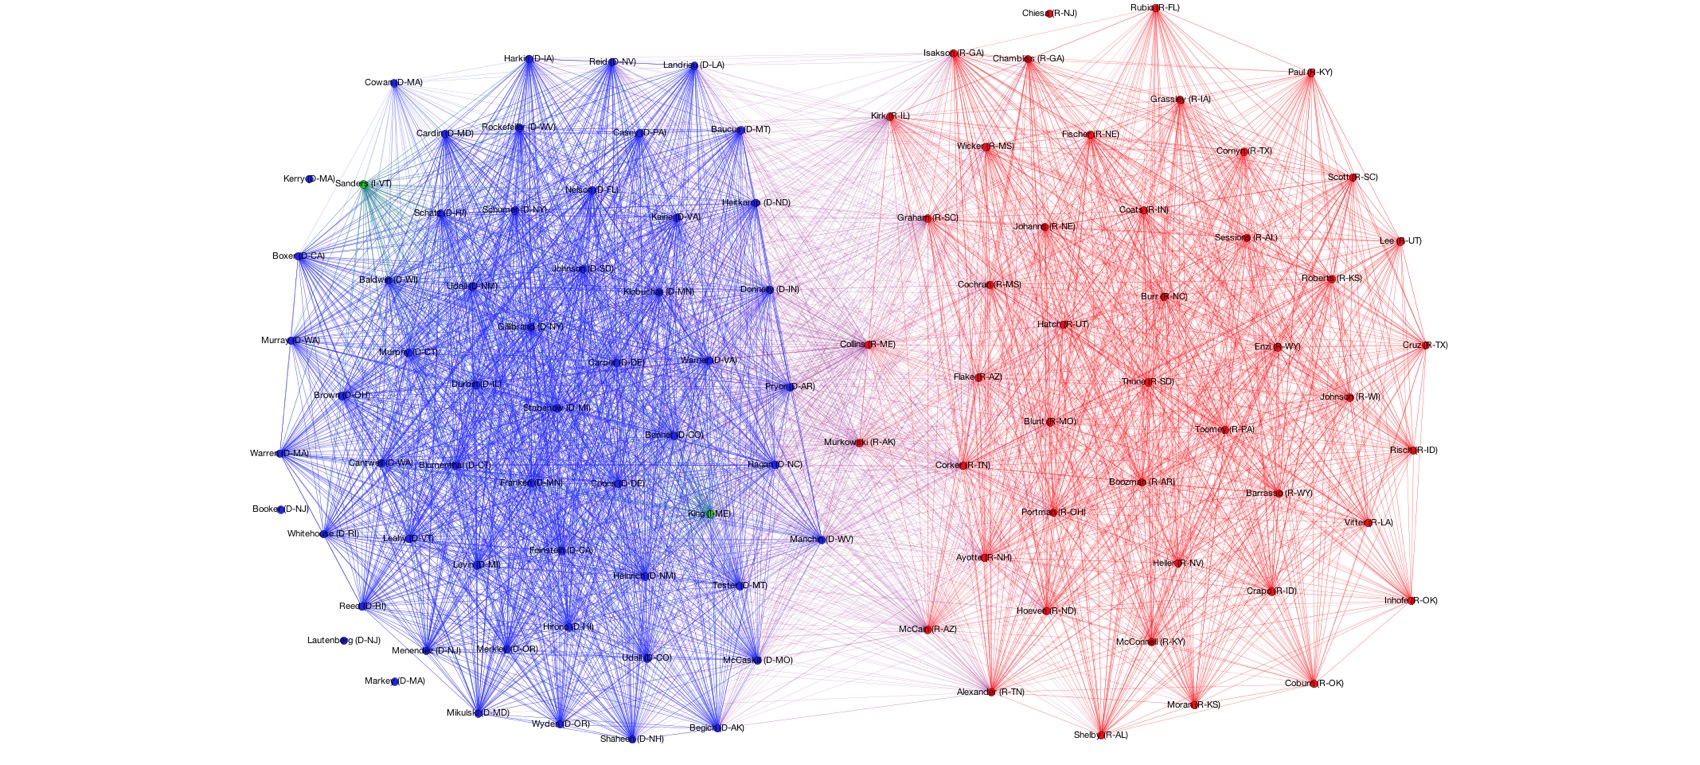 Rubio (R-FL)
Chiesa (R-NJ)
Isakson (R-GA)
Harkin (D-IA)
Chambliss (R-GA)
Reid (D-NV)
Landrieu (D-LA)
Paul (R-KY)
Cowan (D-MA)
Grassley (R-IA)
Kirk (R-IL)
Rockefeller (D-WV)
Baucus (D-MT)
Cardin (D-MD)
Casey (D-PA)
Fischer (R-NE)
Wicker (R-MS)
Cornyn (R-TX)
Scott (R-SC)
Kerry (D-MA)
Sanders (I-VT)
Nelson (D-FL)
Heitkamp (D-ND)
Schumer (D-NY)
Coats (R-IN)
Schatz (D-HI)
Kaine (D-VA)
Graham (R-SC)
Johanns (R-NE)
Sessions (R-AL)
Lee (R-UT)
Boxer (D-CA)
Johnson (D-SD)
Baldwin (D-WI)
Roberts (R-KS)
Cochran (R-MS)
Udall (D-NM)
Donnelly (D-IN)
Klobuchar (D-MN)
Burr (R-NC)
Hatch (R-UT)
Gillibrand (D-NY)
Murray (D-WA)
Collins (R-ME)
Cruz (R-TX)
Enzi (R-WY)
Murphy (D-CT)
Warner (D-VA)
Carper (D-DE)
Flake (R-AZ)
Thune (R-SD)
Durbin (D-IL)
Pryor (D-AR)
Brown (D-OH)
Johnson (R-WI)
Stabenow (D-MI)
Blunt (R-MO)
Toomey (R-PA)
Bennet (D-CO)
Murkowski (R-AK)
Risch (R-ID)
Warren (D-MA)
Cantwell (D-WA)
Blumenthal (D-CT)
Hagan (D-NC)
Corker (R-TN)
Franken (D-MN)
Coons (D-DE)
Boozman (R-AR)
Barrasso (R-WY)
Booker (D-NJ)
Portman (R-OH)
King (I-ME)
Vitter (R-LA)
Whitehouse (D-RI)
Leahy (D-VT)
Manchin (D-WV)
Feinstein (D-CA)
Ayotte (R-NH)
Heller (R-NV)
Levin (D-MI)
Heinrich (D-NM)
Tester (D-MT)
Crapo (R-ID)
Inhofe (R-OK)
Reed (D-RI)
Hoeven (R-ND)
Hirono (D-HI)
McCain (R-AZ)
Lautenberg (D-NJ)
McConnell (R-KY)
Menendez (D-NJ)
Merkley (D-OR)
Udall (D-CO)
McCaskill (D-MO)
Markey (D-MA)
Coburn (R-OK)
Alexander (R-TN)
Moran (R-KS)
Mikulski (D-MD)
Wyden (D-OR)
Begich (D-AK)
Shelby (R-AL)
Shaheen (D-NH)